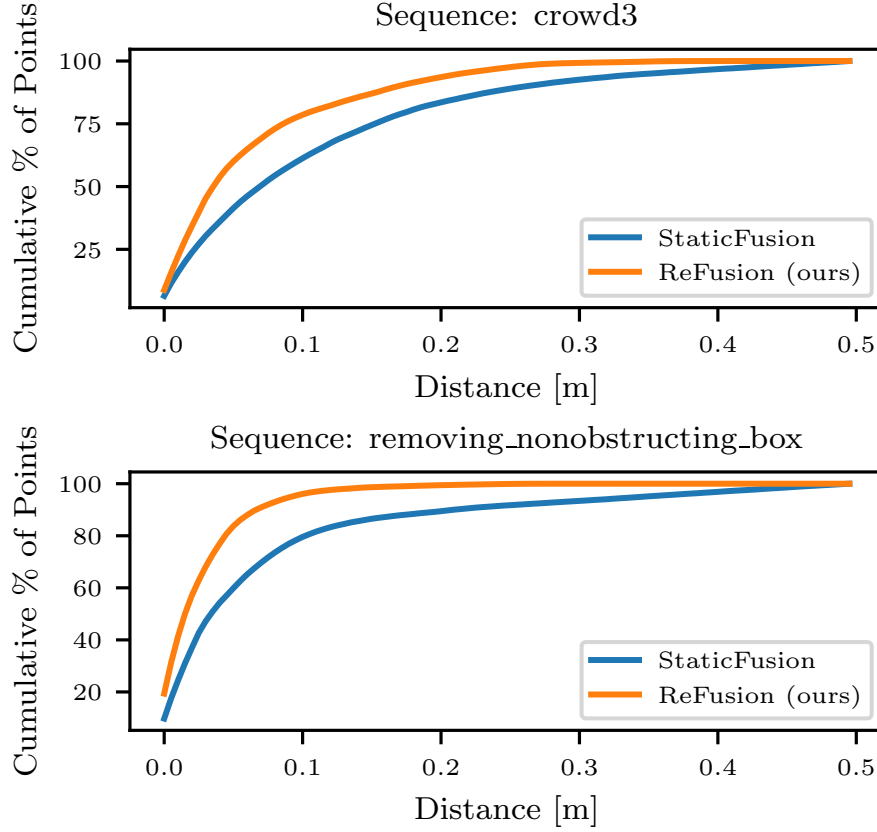 Sequence: crowd3
Cumulative % of Points
100
75
50
25
StaticFusion
ReFusion (ours)
0.0 0.1 0.2 0.3 0.4 0.5
Distance [m]
Sequence: removing_nonobstructing_box
Cumulative % of Points
100
80
60
40
20
StaticFusion
ReFusion (ours)
0.0 0.1 0.2 0.3 0.4 0.5
Distance [m]